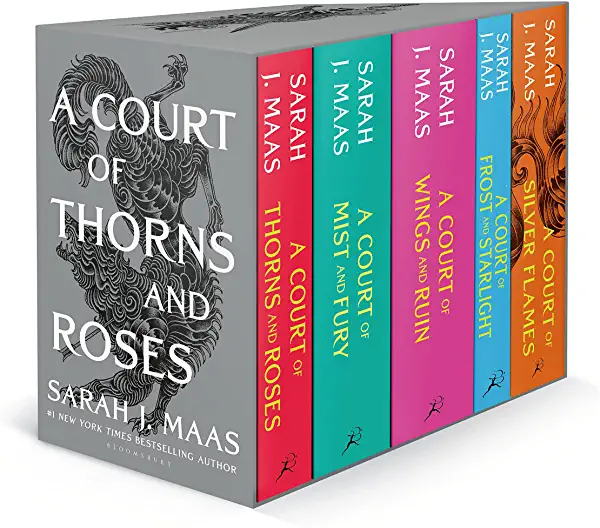 A COURT
OF
THORNS
AND
ROSES
SARAH J. MAAS
#1 NEW YORK TIMES BESTSELLING AUTHOR
BLOOMSBURY
SARAH
J. MAAS
A COURT OF
THORNS AND ROSES
SARAH
J. MAAS
A COURT OF
MIST AND FURY
SARAH
J. MAAS
A COURT OF
WINGS AND RUIN
SARAH
J. MAAS
A COURT OF
FROST AND STARLIGHT
SARAH
J. MAAS
A COURT OF
SILVER FLAMES